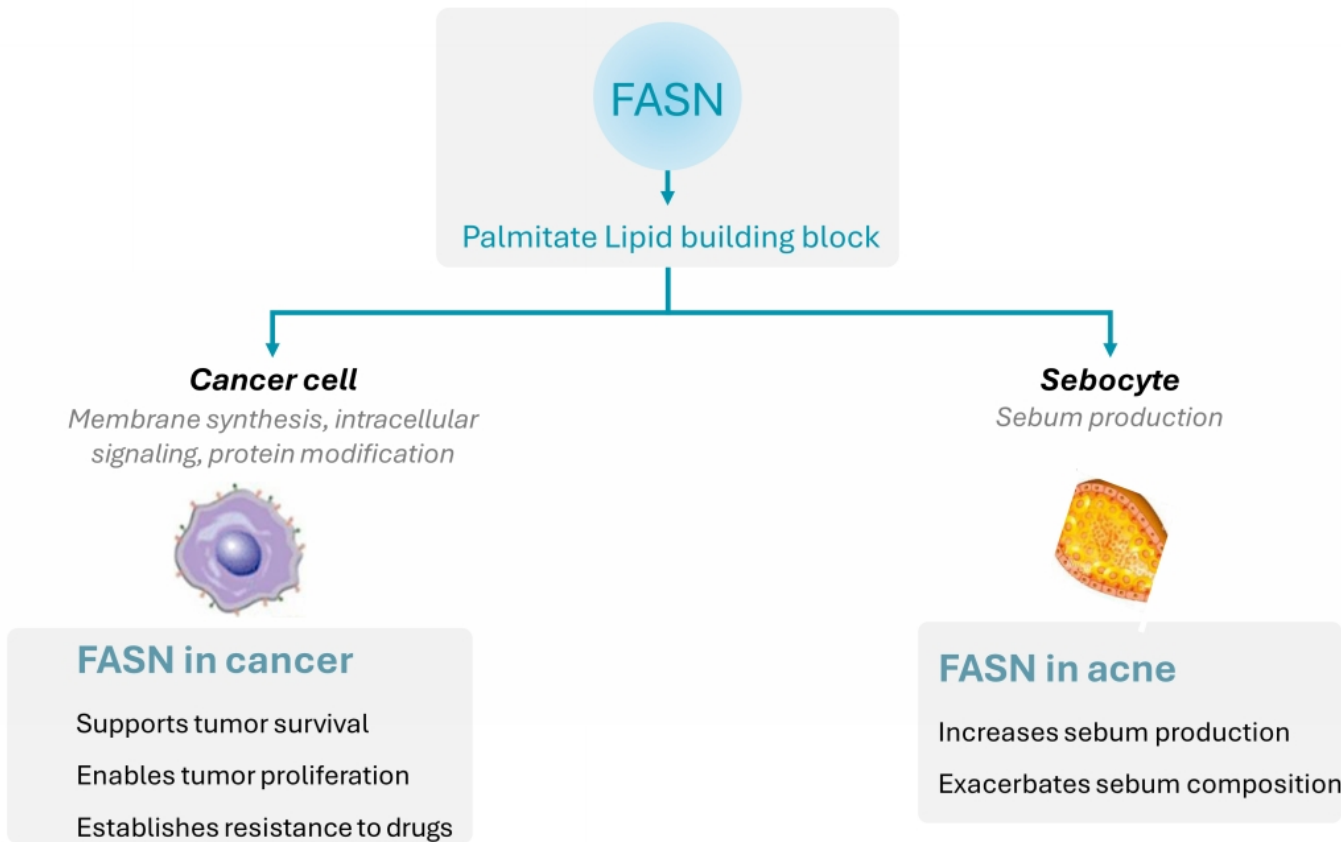 FASN
Palmitate Lipid building block
Cancer cell
Membrane synthesis, intracellular
signaling, protein modification
FASN in cancer
Supports tumor survival
Enables tumor proliferation
Establishes resistance to drugs
Sebocyte
Sebum production
FASN in acne
Increases sebum production
Exacerbates sebum composition